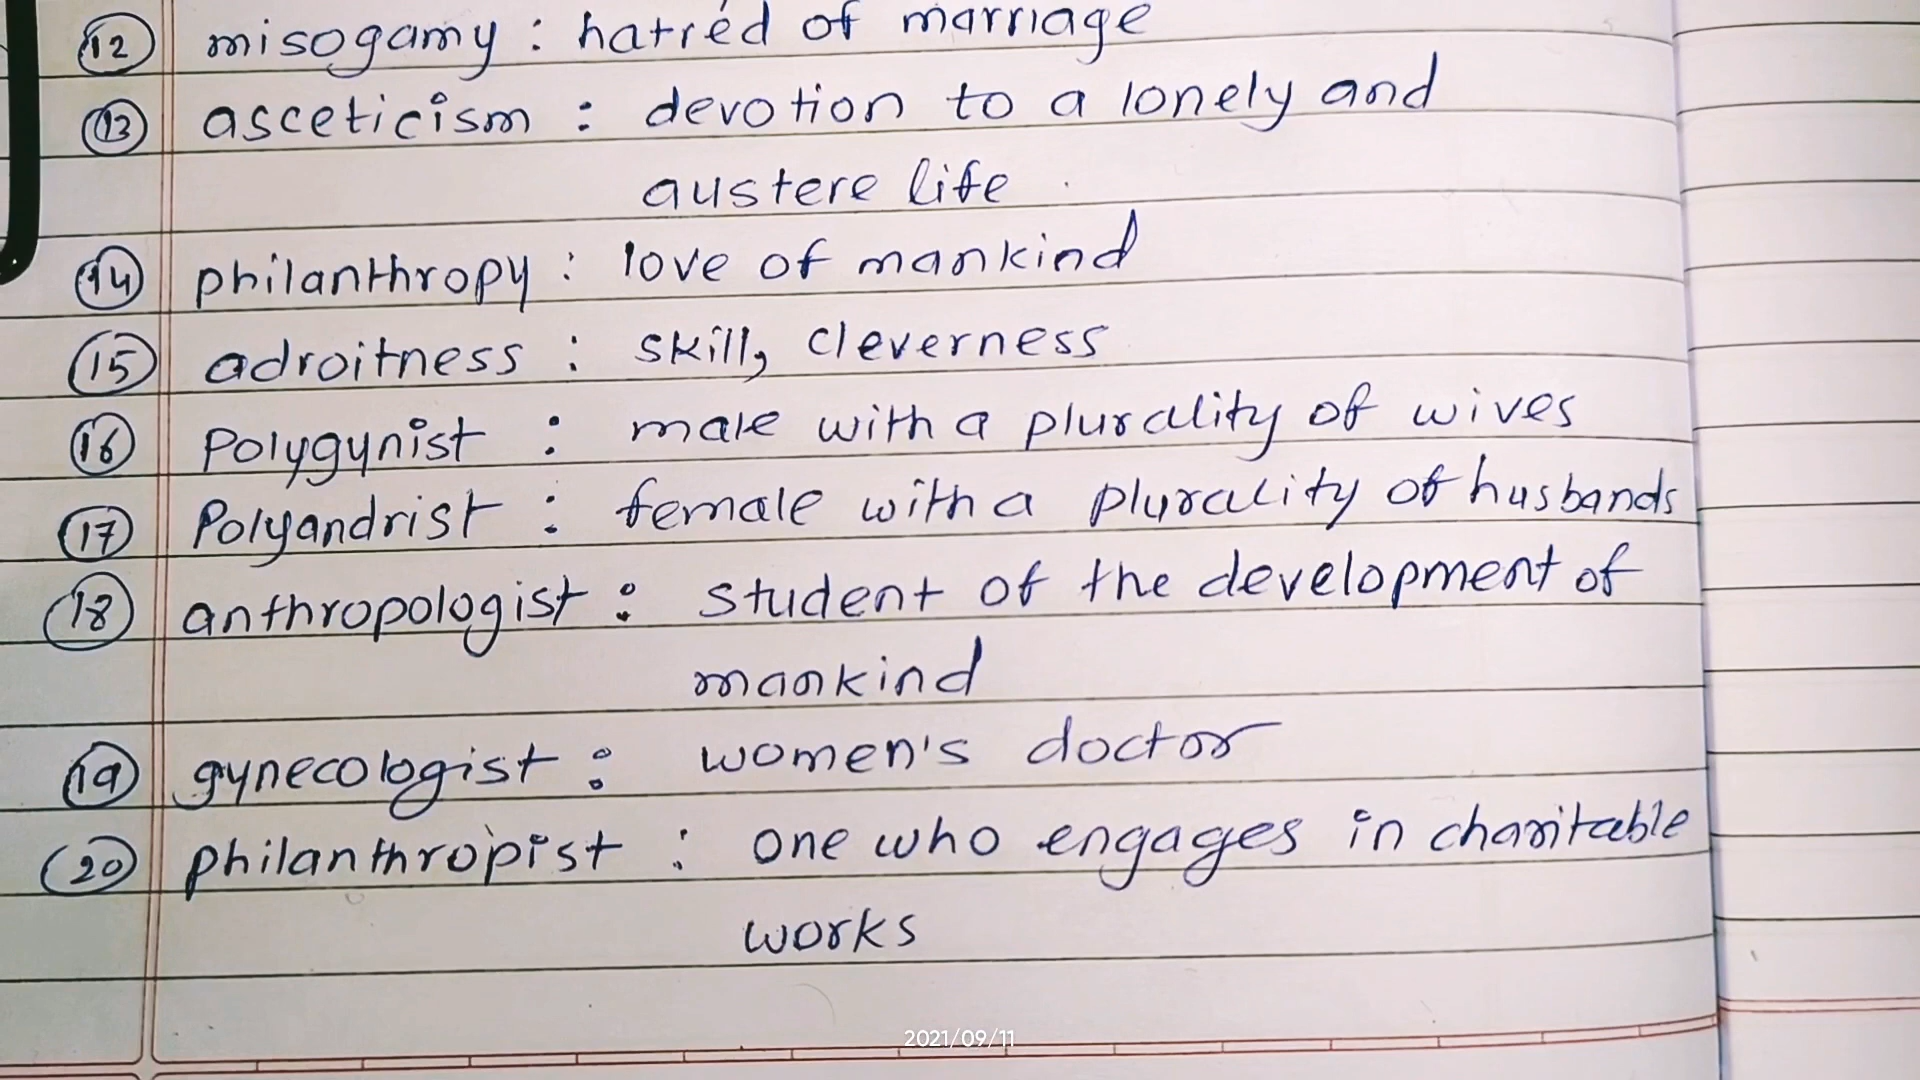 12 misogamy : hatred of marriage
13 asceticism : devotion to a lonely and
austere life
14 philanthropy : love of mankind
15 adroitness : skill, cleverness
16 Polygynist : male with a plurality of wives
17 Polyandrist : female with a plurality of husbands
18 anthropologist : student of the development of
mankind
19 gynecologist : women's doctor
20 philanthropist : one who engages in charitable
works
2021/09/11